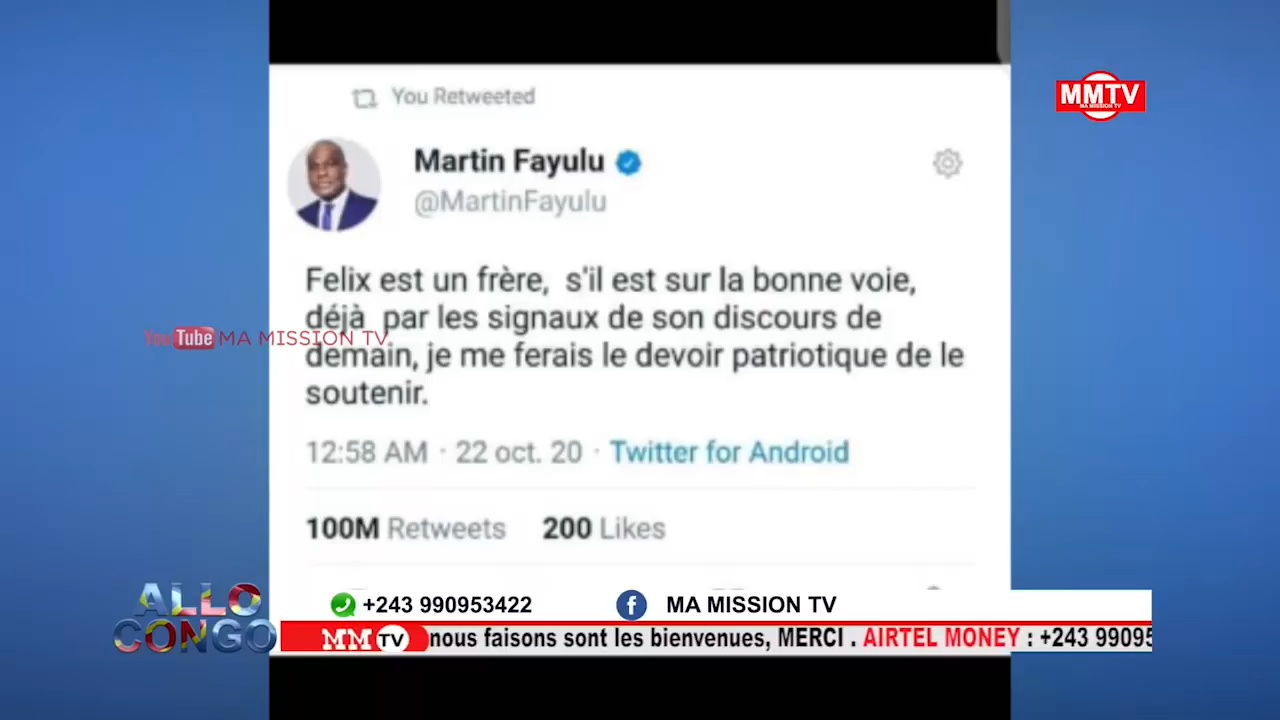 You Retweeted
MMTV
MA MISSION TV
Martin Fayulu
@MartinFayulu
Felix est un frère, s'il est sur la bonne voie,
déjà par les signaux de son discours de
demain, je me ferais le devoir patriotique de le
soutenir.
YouTube MA MISSION TV
12:58 AM · 22 oct. 20 · Twitter for Android
100M Retweets 200 Likes
ALLO
CONGO
+243 990953422 MA MISSION TV
MM TV nous faisons sont les bienvenues, MERCI . AIRTEL MONEY : +243 99095